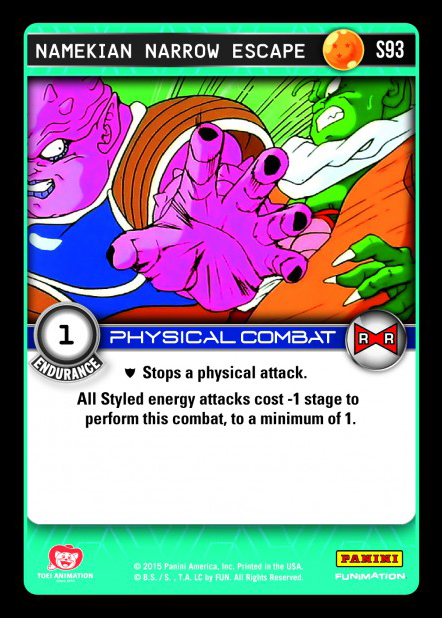 NAMEKIAN NARROW ESCAPE S93
1
ENDURANCE
PHYSICAL COMBAT
R R
Stops a physical attack.
All Styled energy attacks cost -1 stage to
perform this combat, to a minimum of 1.
TOEI ANIMATION
© 2015 Panini America, Inc. Printed in the USA.
© B.S./S., T.A. LC by FUN. All Rights Reserved.
PANINI
FUNIMATION